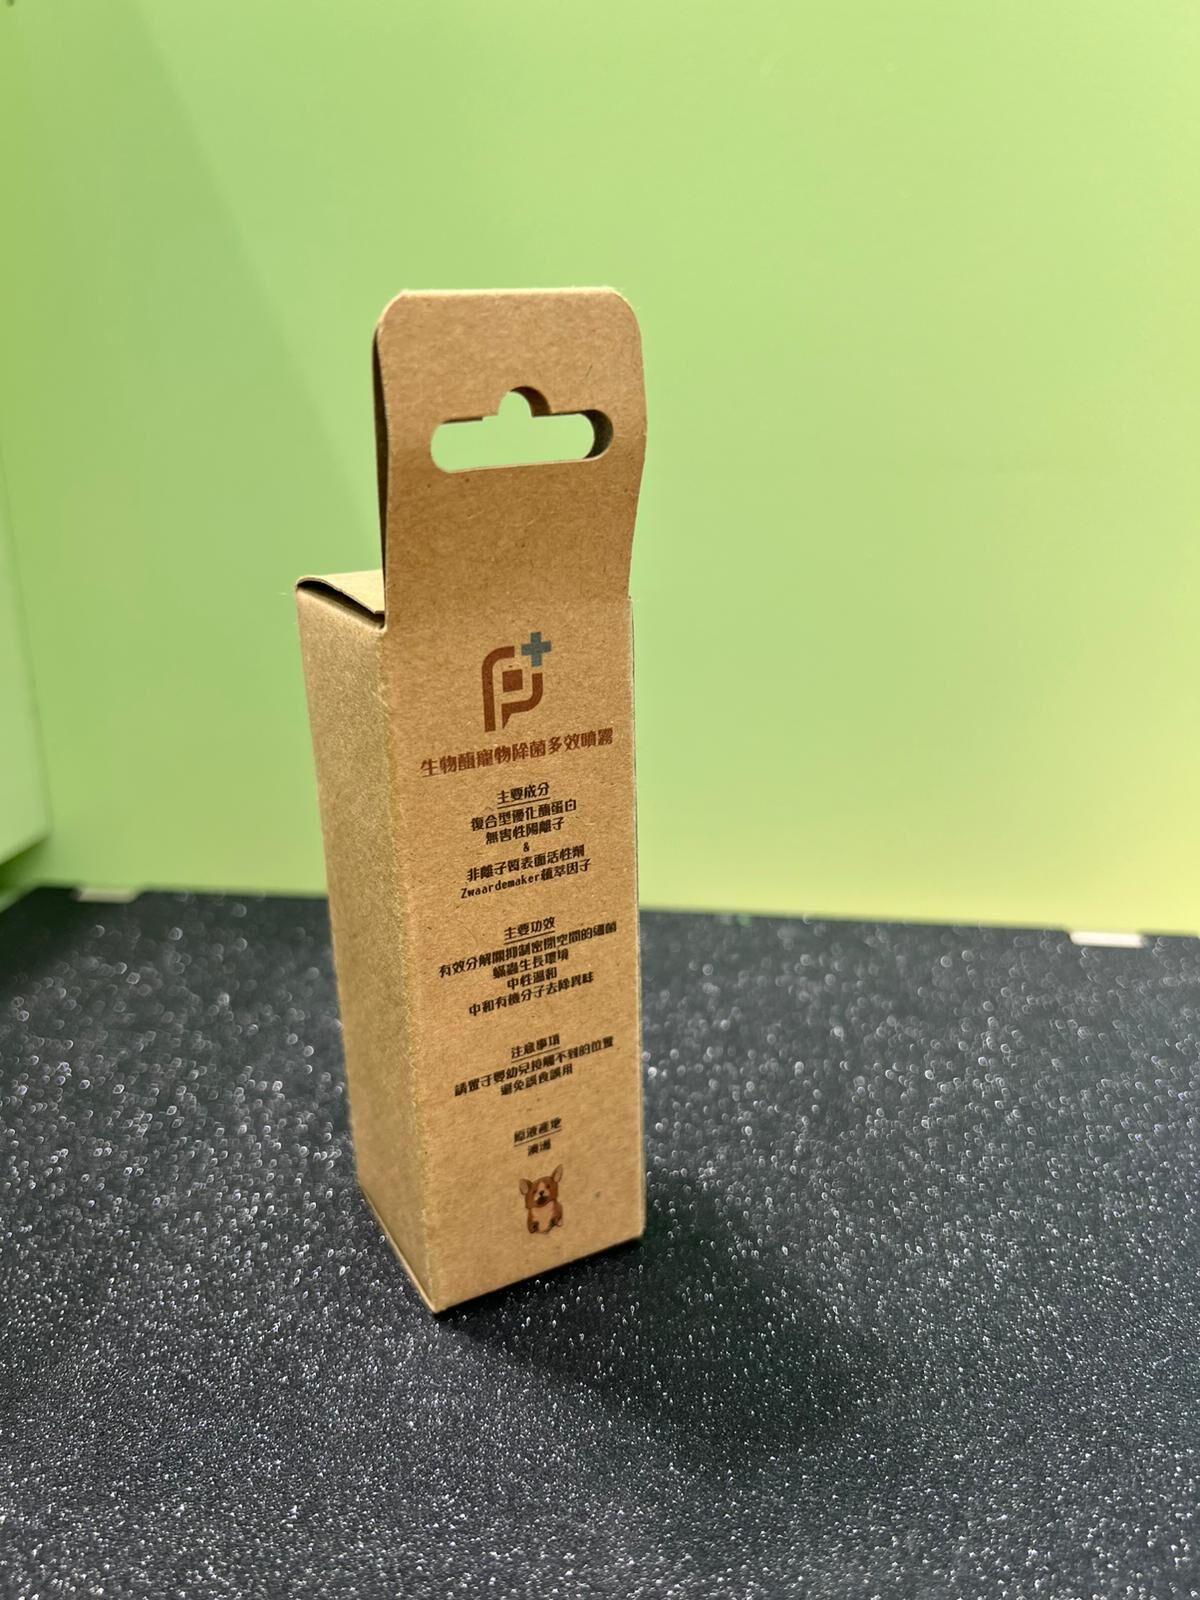 生物酶寵物除菌多效噴霧
主要成分
復合型優化酶蛋白
無害性陽離子
&
非離子質表面活性劑
Zwaardemaker植萃因子
主要功效
有效分解關抑制密閉空間的細菌
蟎蟲生長環境
中性溫和
中和有機分子去除異味
注意事項
請置于嬰幼兒接觸不到的位置
避免誤食誤用
原液產地